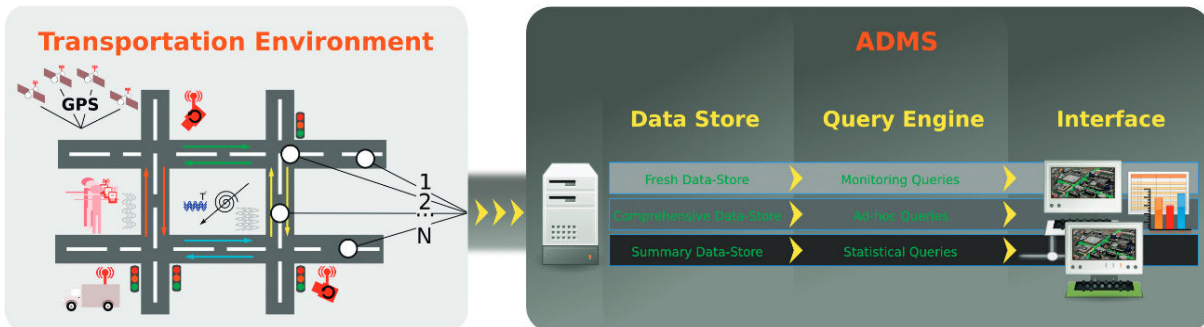 Transportation Environment
GPS
1
2
...
N
T
ADMS
Data Store
Query Engine
Interface
Fresh Data-Store
Monitoring Queries
Comprehensive Data-Store
Ad-hoc Queries
Summary Data-Store
Statistical Queries